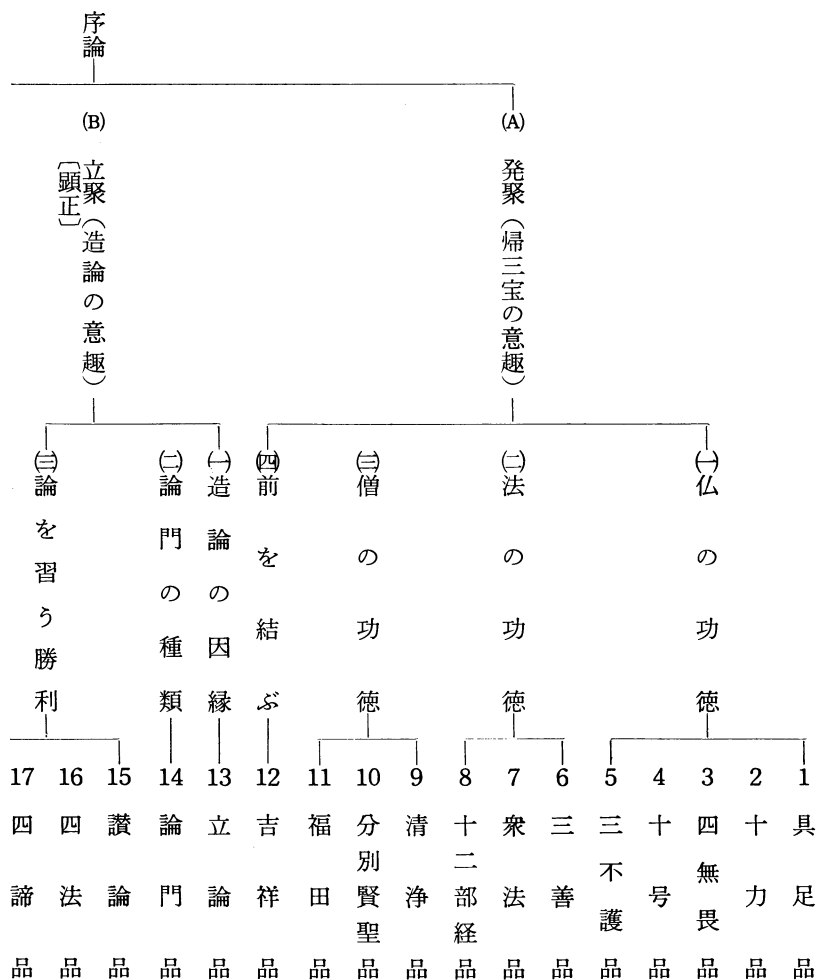 序論
(A) 発聚（帰三宝の意趣）
(一)仏の功徳
1 具足品
2 十力品
3 四無畏品
4 十号品
5 三不護品
(二)法の功徳
6 三善品
7 衆法品
8 十二部経品
(三)僧の功徳
9 清浄品
10 分別賢聖品
11 福田品
(四)前を結ぶ
12 吉祥品
(B) 立聚（造論の意趣）
〔顕正〕
(一)造論の因縁
13 立論品
(二)論門の種類
14 論門品
(三)論を習う勝利
15 讃論品
16 四法品
17 四諦品